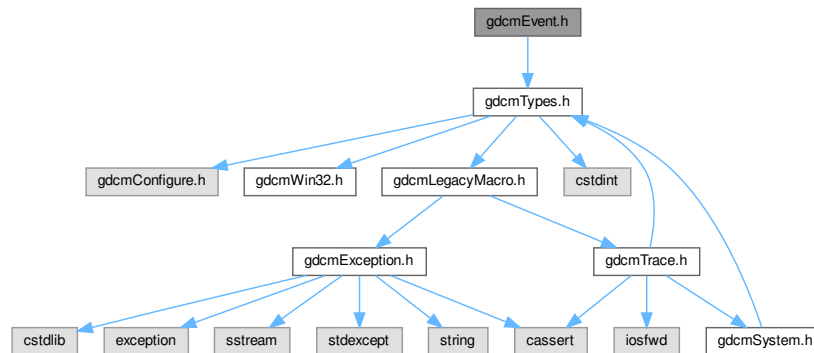 gdcmEvent.h
gdcmTypes.h
gdcmConfigure.h
gdcmWin32.h
gdcmLegacyMacro.h
cstdint
gdcmException.h
gdcmTrace.h
cstdlib
exception
sstream
stdexcept
string
cassert
iosfwd
gdcmSystem.h